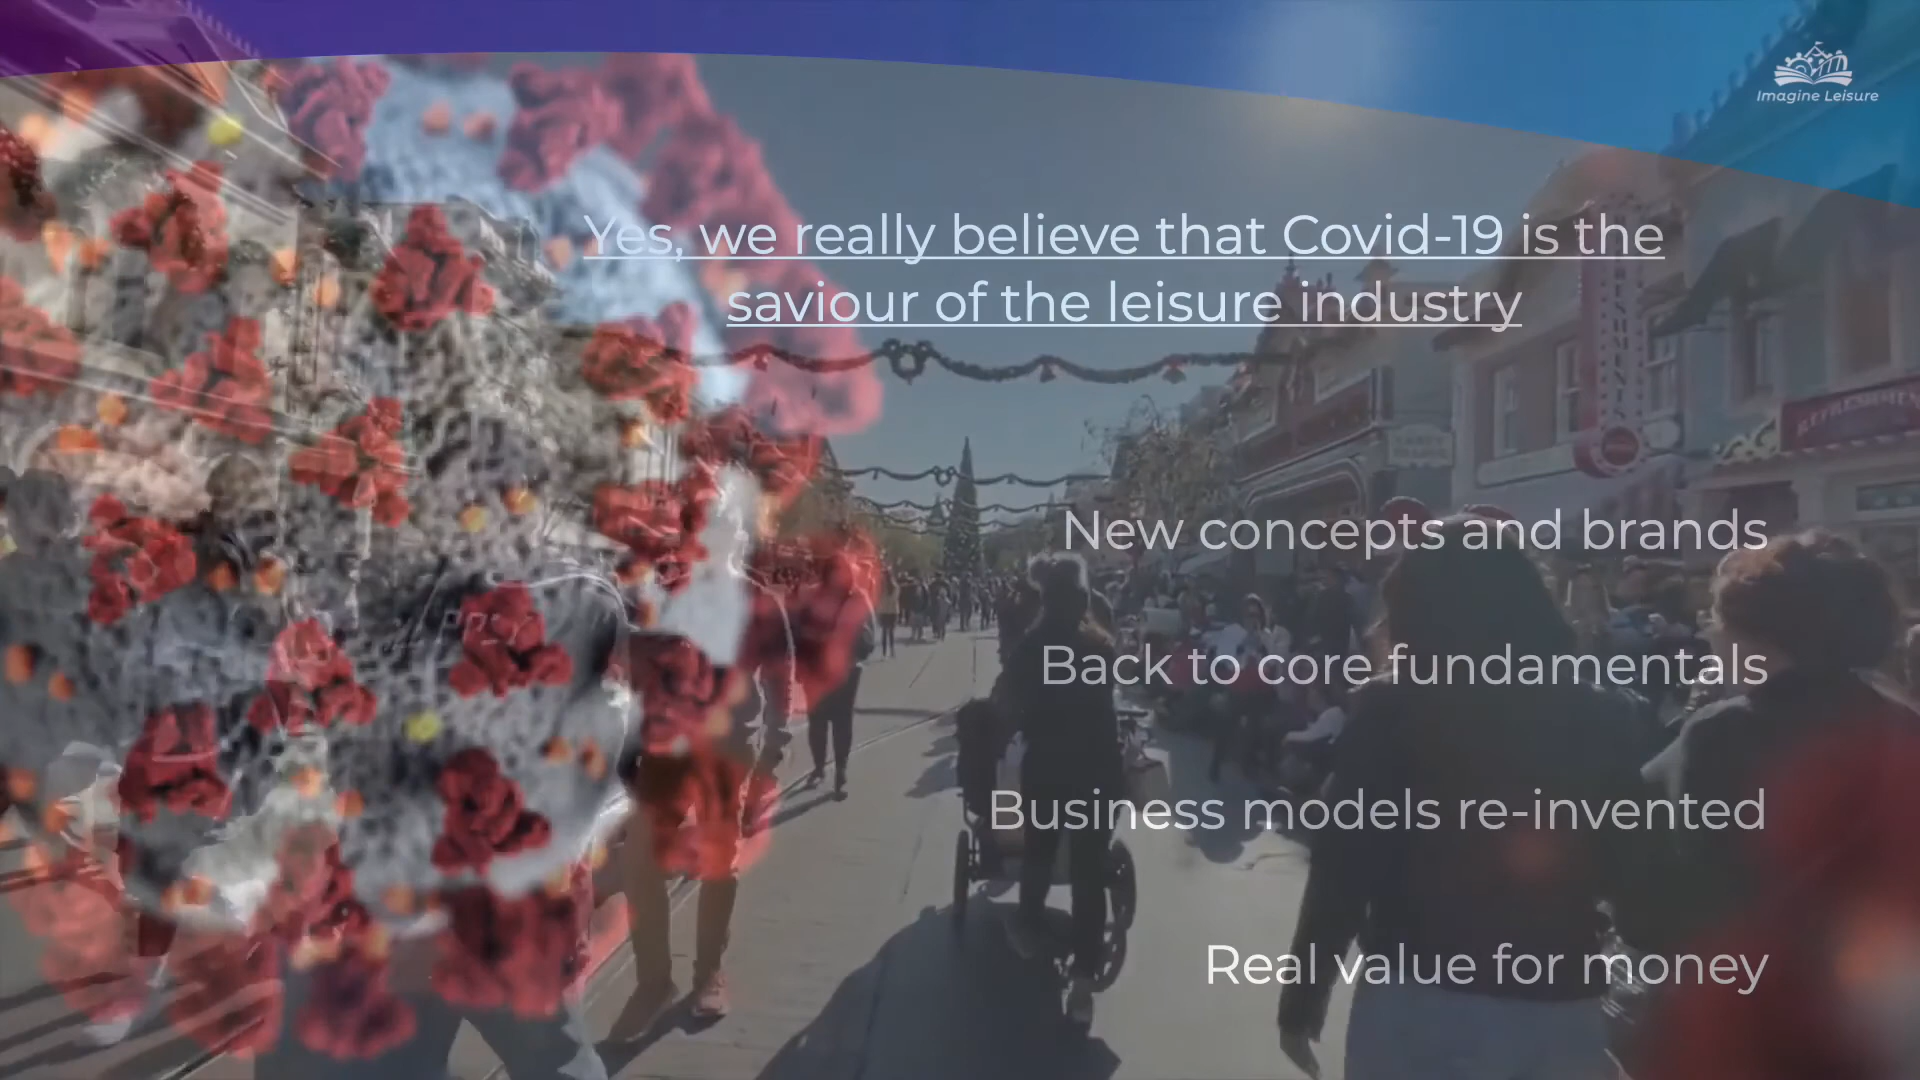 Imagine Leisure
Yes, we really believe that Covid-19 is the
saviour of the leisure industry
New concepts and brands
Back to core fundamentals
Business models re-invented
Real value for money